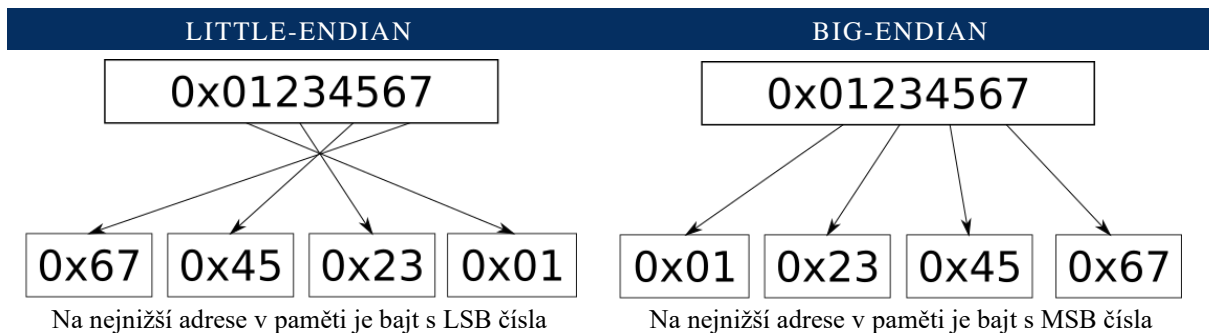 LITTLE-ENDIAN
0x01234567
0x67 0x45 0x23 0x01
Na nejnižší adrese v paměti je bajt s LSB čísla
BIG-ENDIAN
0x01234567
0x01 0x23 0x45 0x67
Na nejnižší adrese v paměti je bajt s MSB čísla